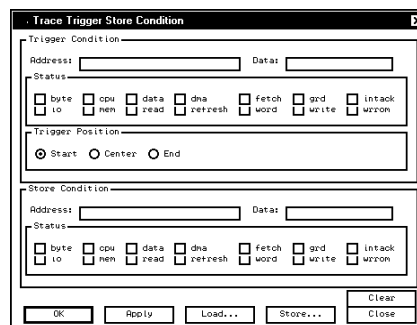 Trace Trigger Store Condition
Trigger Condition
Address: Data:
Status
byte cpu data dma fetch grd intack
io mem read refresh word write wrrom
Trigger Position
Start Center End
Store Condition
Address: Data:
Status
byte cpu data dma fetch grd intack
io mem read refresh word write wrrom
Clear
OK Apply Load... Store... Close